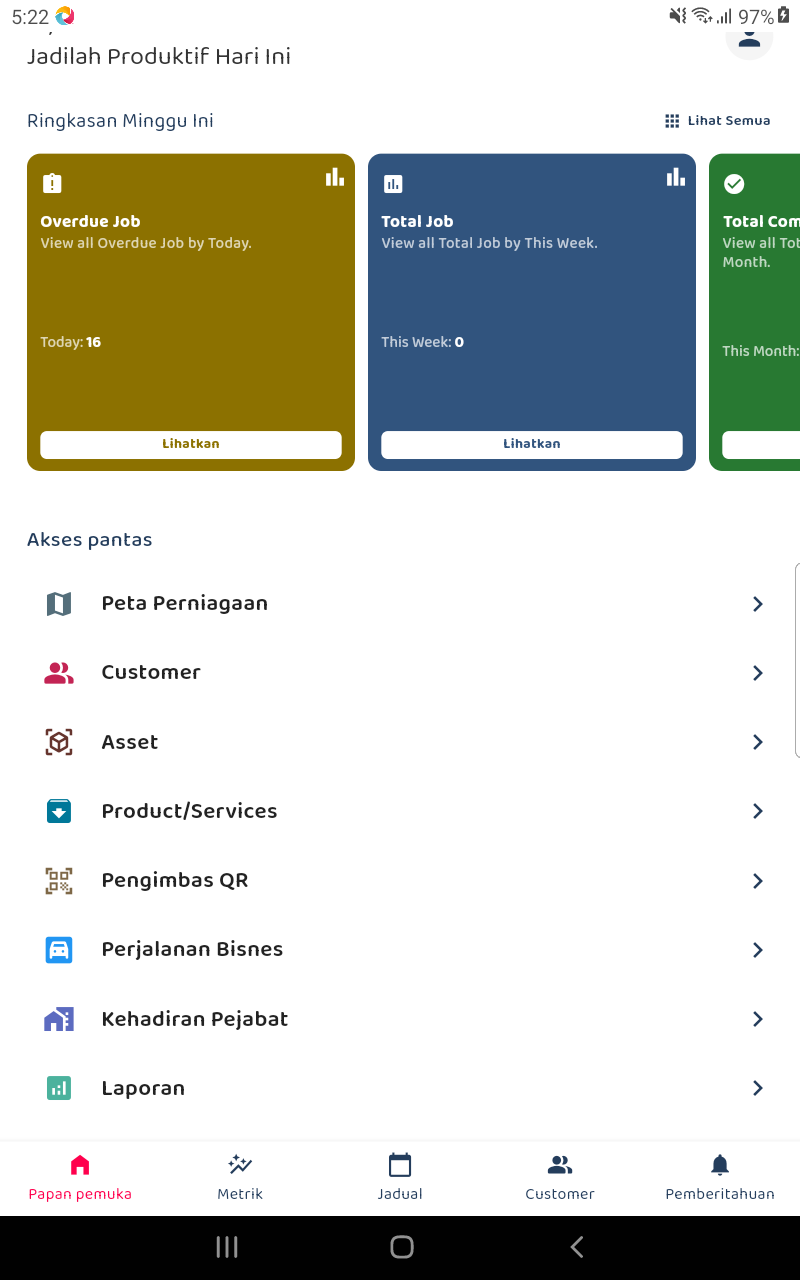 5:22
97%
Jadilah Produktif Hari Ini
Ringkasan Minggu Ini
Lihat Semua
Overdue Job
View all Overdue Job by Today.
Today: 16
Lihatkan
Total Job
View all Total Job by This Week.
This Week: 0
Lihatkan
Total Com
View all Tot
Month.
This Month:
Akses pantas
Peta Perniagaan
Customer
Asset
Product/Services
Pengimbas QR
Perjalanan Bisnes
Kehadiran Pejabat
Laporan
Papan pemuka
Metrik
Jadual
Customer
Pemberitahuan